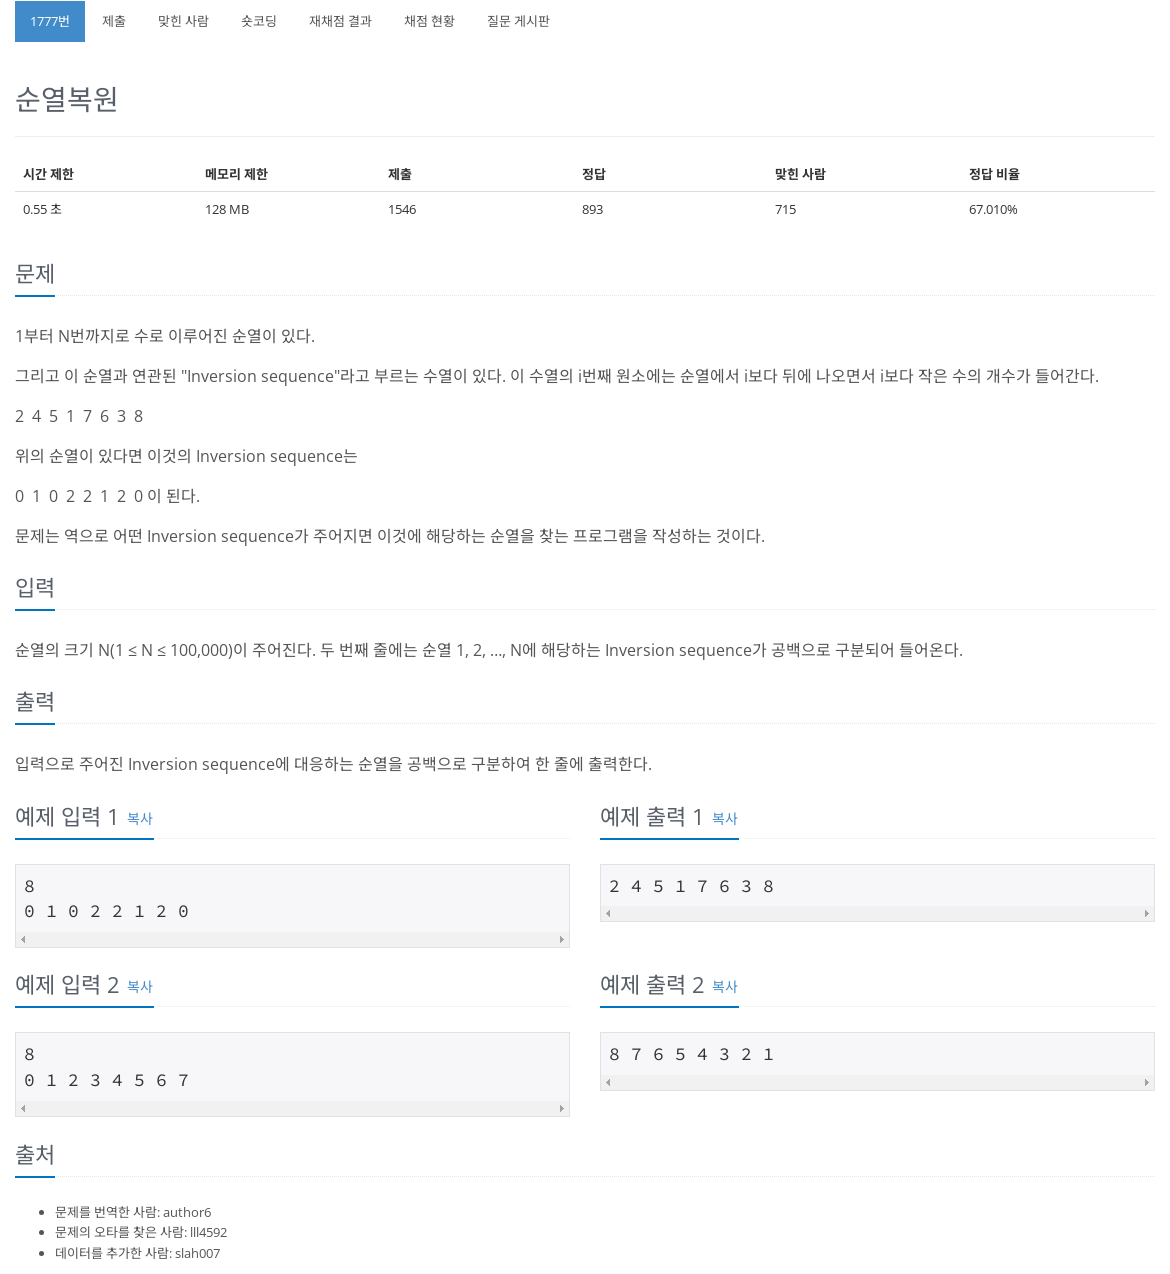 1777번 제출 맞힌 사람 숏코딩 재채점 결과 채점 현황 질문 게시판
순열복원
시간 제한 메모리 제한 제출 정답 맞힌 사람 정답 비율
0.55 초 128 MB 1546 893 715 67.010%
문제
1부터 N번까지로 수로 이루어진 순열이 있다.
그리고 이 순열과 연관된 "Inversion sequence"라고 부르는 수열이 있다. 이 수열의 i번째 원소에는 순열에서 i보다 뒤에 나오면서 i보다 작은 수의 개수가 들어간다.
2 4 5 1 7 6 3 8
위의 순열이 있다면 이것의 Inversion sequence는
0 1 0 2 2 1 2 0 이 된다.
문제는 역으로 어떤 Inversion sequence가 주어지면 이것에 해당하는 순열을 찾는 프로그램을 작성하는 것이다.
입력
순열의 크기 N(1 ≤ N ≤ 100,000)이 주어진다. 두 번째 줄에는 순열 1, 2, ..., N에 해당하는 Inversion sequence가 공백으로 구분되어 들어온다.
출력
입력으로 주어진 Inversion sequence에 대응하는 순열을 공백으로 구분하여 한 줄에 출력한다.
예제 입력 1 복사
8
0 1 0 2 2 1 2 0
예제 출력 1 복사
2 4 5 1 7 6 3 8
예제 입력 2 복사
8
0 1 2 3 4 5 6 7
예제 출력 2 복사
8 7 6 5 4 3 2 1
출처
문제를 번역한 사람: author6
문제의 오타를 찾은 사람: lll4592
데이터를 추가한 사람: slah007